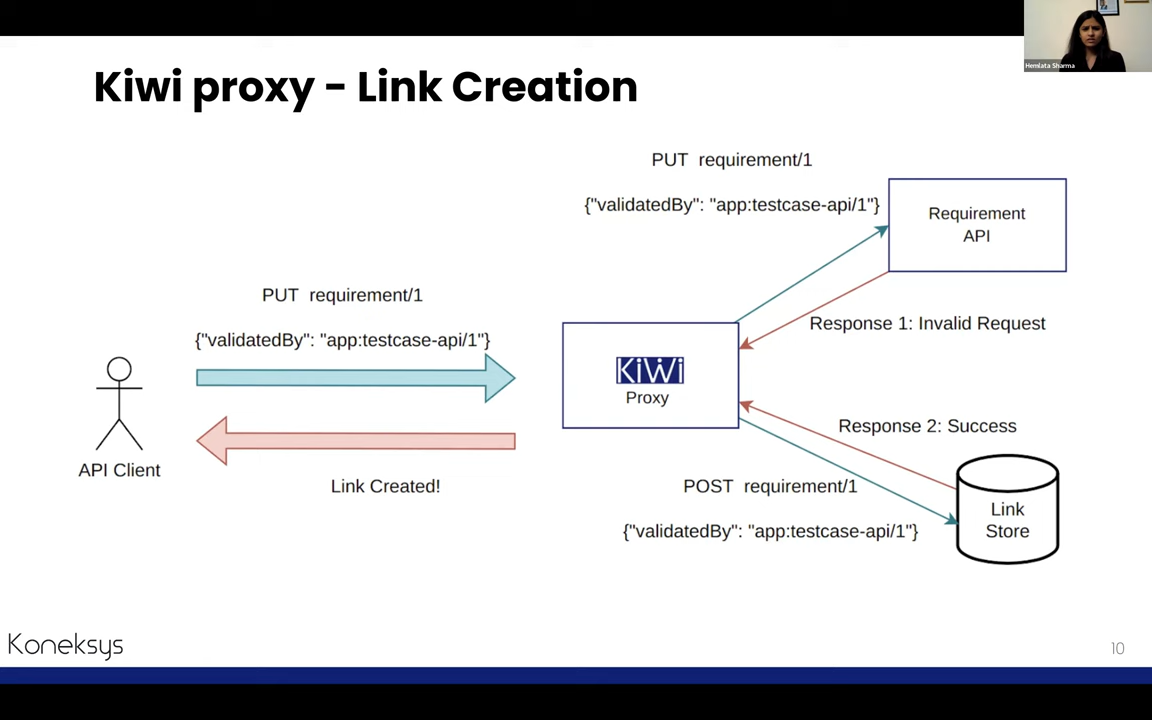 Hemlata Sharma
Kiwi proxy - Link Creation
PUT requirement/1
{"validatedBy": "app:testcase-api/1"}
Requirement
API
PUT requirement/1
{"validatedBy": "app:testcase-api/1"}
Response 1: Invalid Request
KiWi
Proxy
API Client
Link Created!
Response 2: Success
POST requirement/1
{"validatedBy": "app:testcase-api/1"}
Link
Store
Koneksys
10